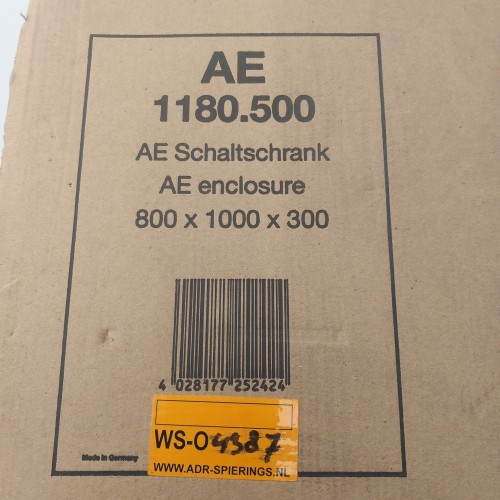 AE
1180.500
AE Schaltschrank
AE enclosure
800 x 1000 x 300
4 028177 252424
WS-O 4387
Made in Germany
WWW.ADR-SPIERINGS.NL